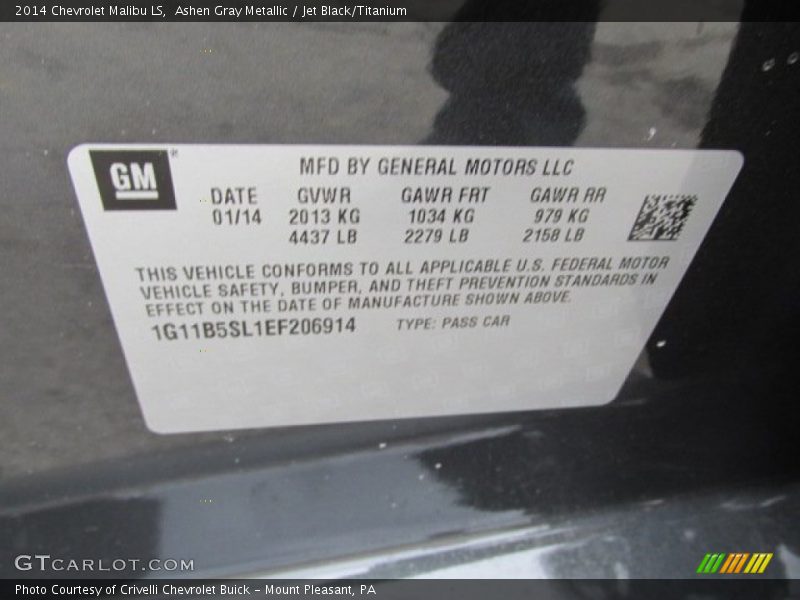 2014 Chevrolet Malibu LS,  Ashen Gray Metallic / Jet Black/Titanium
GM
MFD BY GENERAL MOTORS LLC
DATE GVWR GAWR FRT GAWR RR
01/14 2013 KG 1034 KG 979 KG
4437 LB 2279 LB 2158 LB
THIS VEHICLE CONFORMS TO ALL APPLICABLE U.S. FEDERAL MOTOR
VEHICLE SAFETY, BUMPER, AND THEFT PREVENTION STANDARDS IN
EFFECT ON THE DATE OF MANUFACTURE SHOWN ABOVE.
1G11B5SL1EF206914 TYPE: PASS CAR
GTCARLOT.COM
Photo Courtesy of Crivelli Chevrolet Buick - Mount Pleasant, PA